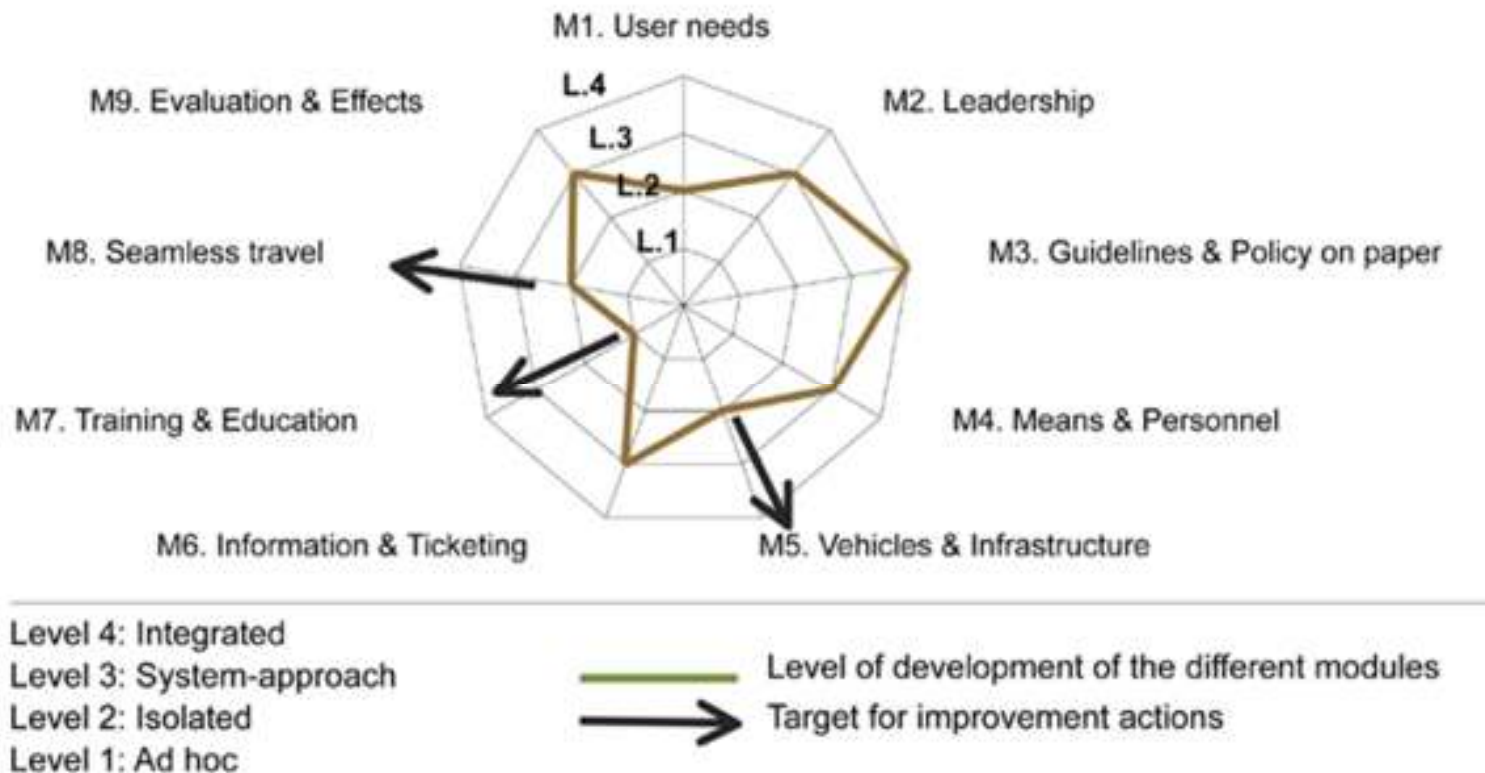 M1. User needs
M9. Evaluation & Effects
L.4
M2. Leadership
L.3
L.2
L.1
M8. Seamless travel
M3. Guidelines & Policy on paper
M7. Training & Education
M4. Means & Personnel
M6. Information & Ticketing
M5. Vehicles & Infrastructure
Level 4: Integrated
Level 3: System-approach
Level 2: Isolated
Level 1: Ad hoc
Level of development of the different modules
Target for improvement actions